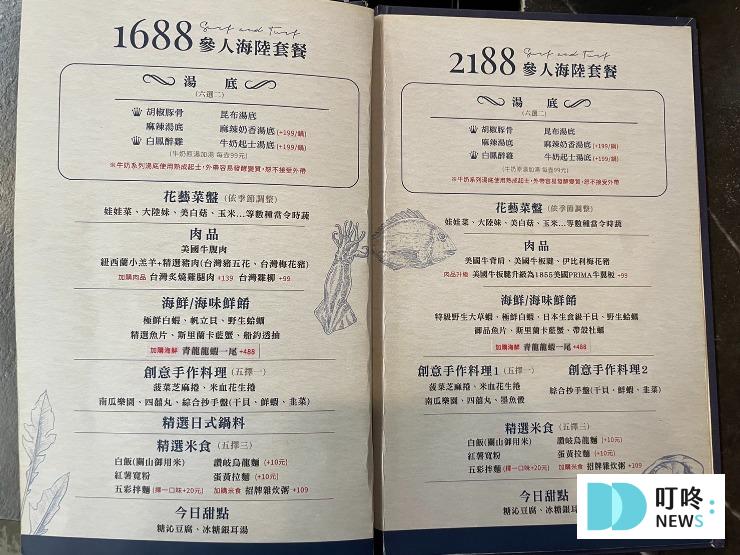 1688 Surf and Turf
參人海陸套餐
湯 底
(六選二)
胡椒豚骨 昆布湯底
麻辣湯底 麻辣奶香湯底(+199/鍋)
白鳳醉雞 牛奶起士湯底(+199/鍋)
(牛奶原湯加湯 每壺99元)
※牛奶系列湯底使用熟成起士,外帶容易發酵變質,恕不接受外帶
花藝菜盤(依季節調整)
娃娃菜、大陸妹、美白菇、玉米...等數種當令時蔬
肉品
美國牛腹肉
紐西蘭小羔羊+精選豬肉(台灣豬五花、台灣梅花豬)
加購肉品 台灣炙燒雞腿肉+139 台灣雞柳+99
海鮮/海味鮮餚
極鮮白蝦、帆立貝、野生蛤蠣
精選魚片、斯里蘭卡藍蟹、船釣透抽
加購海鮮 青龍龍蝦一尾+488
創意手作料理(五擇一)
菠菜芝麻捲、米血花生捲
南瓜樂園、四囍丸、綜合抄手盤(干貝、鮮蝦、韭菜)
精選日式鍋料
精選米食(五擇三)
白飯(關山御用米) 讚岐烏龍麵(+10元)
紅薯寬粉 蛋黃拉麵(+10元)
五彩拌麵(擇一口味+20元) 加購米食 招牌雜炊粥+109
今日甜點
糖沁豆腐、冰糖銀耳湯
2188 Surf and Turf
參人海陸套餐
湯 底
(六選二)
胡椒豚骨 昆布湯底
麻辣湯底 麻辣奶香湯底(+199/鍋)
白鳳醉雞 牛奶起士湯底(+199/鍋)
(牛奶原湯加湯 每壺99元)
※牛奶系列湯底使用熟成起士,外帶容易發酵變質,恕不接受外帶
花藝菜盤(依季節調整)
娃娃菜、大陸妹、美白菇、玉米...等數種當令時蔬
肉品
美國牛背肩、美國牛板腱、伊比利梅花豬
肉品升級 美國牛板腱升級為1855美國PRIMA牛翼板+99
海鮮/海味鮮餚
特級野生大草蝦、極鮮白蝦、日本生食級干貝、野生蛤蠣
御品魚片、斯里蘭卡藍蟹、帶殼牡蠣
加購海鮮 青龍龍蝦一尾+488
創意手作料理1(五擇一) 創意手作料理2
菠菜芝麻捲、米血花生捲 綜合抄手盤(干貝、鮮蝦、韭菜)
南瓜樂園、四囍丸、墨魚餃
精選米食(五擇三)
白飯(關山御用米) 讚岐烏龍麵(+10元)
紅薯寬粉 蛋黃拉麵(+10元)
五彩拌麵(擇一口味+20元) 加購米食 招牌雜炊粥+109
今日甜點
糖沁豆腐、冰糖銀耳
叮咚
NEWS